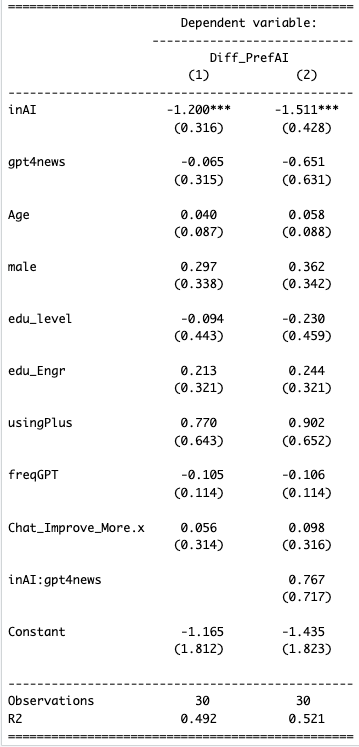 Dependent variable:
Diff_PrefAI
(1) (2)
inAI -1.200*** -1.511***
(0.316) (0.428)
gpt4news -0.065 -0.651
(0.315) (0.631)
Age 0.040 0.058
(0.087) (0.088)
male 0.297 0.362
(0.338) (0.342)
edu_level -0.094 -0.230
(0.443) (0.459)
edu_Engr 0.213 0.244
(0.321) (0.321)
usingPlus 0.770 0.902
(0.643) (0.652)
freqGPT -0.105 -0.106
(0.114) (0.114)
Chat_Improve_More.x 0.056 0.098
(0.314) (0.316)
inAI:gpt4news 0.767
(0.717)
Constant -1.165 -1.435
(1.812) (1.823)
Observations 30 30
R2 0.492 0.521